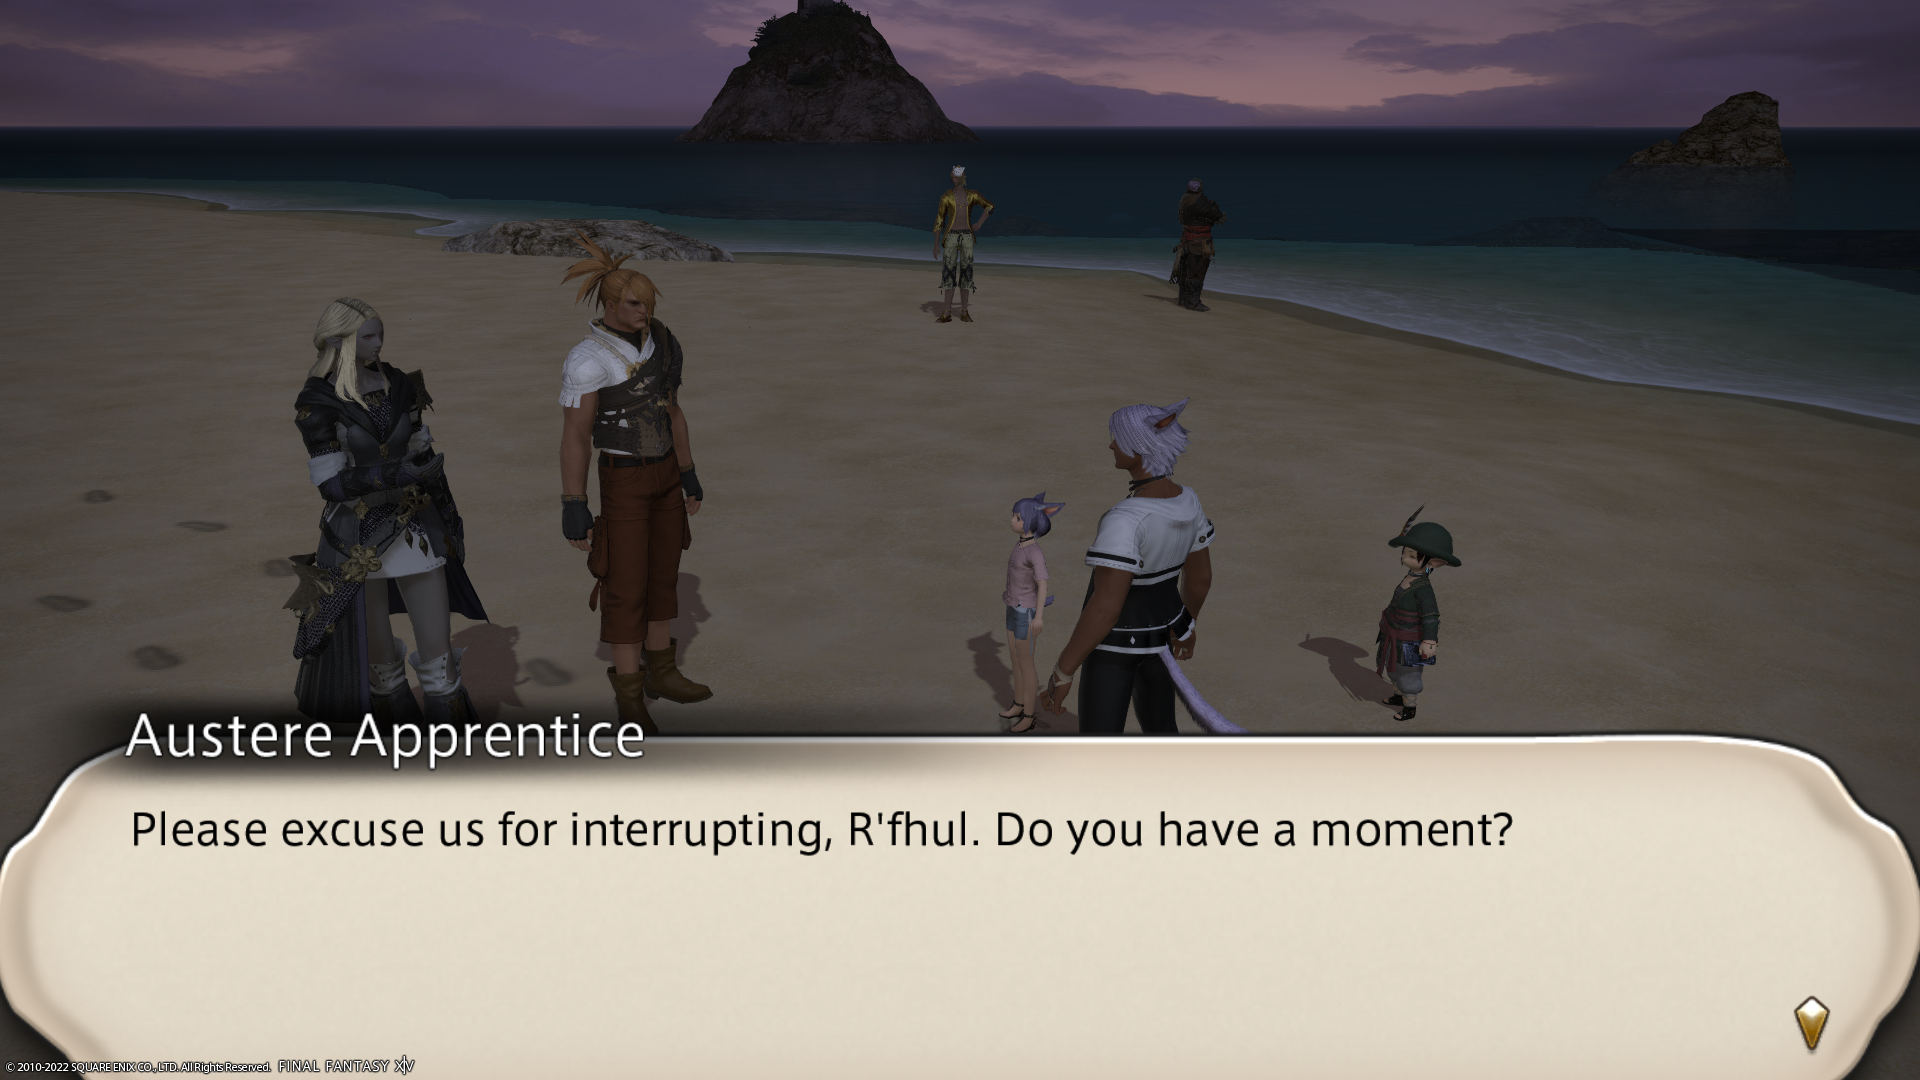 Austere Apprentice
Please excuse us for interrupting, R'fhul. Do you have a moment?
© 2010-2022 SQUARE ENIX CO., LTD. All Rights Reserved. FINAL FANTASY XIV